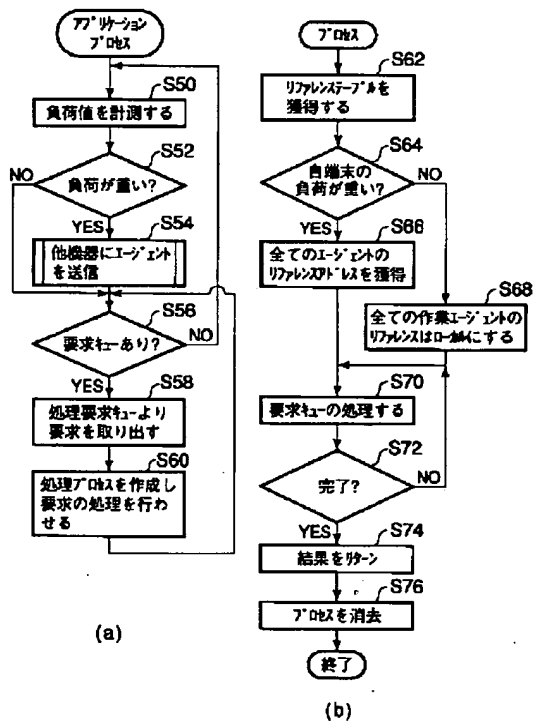 アプリケーション
プロセス
S50
負荷値を計測する
S52
NO
負荷が重い?
YES
S54
他機器にエージェント
を送信
S56
要求キューあり?
NO
YES
S58
処理要求キューより
要求を取り出す
S60
処理プロセスを作成し
要求の処理を行わ
せる
(a)
プロセス
S62
リファレンステーブルを
獲得する
S64
自端末の
負荷が重い?
NO
YES
S66
全てのエージェントの
リファレンスアドレスを獲得
S68
全ての作業エージェントの
リファレンスはローカルにする
S70
要求キューの処理する
S72
完了?
NO
YES
S74
結果をリターン
S76
プロセスを消去
終了
(b)